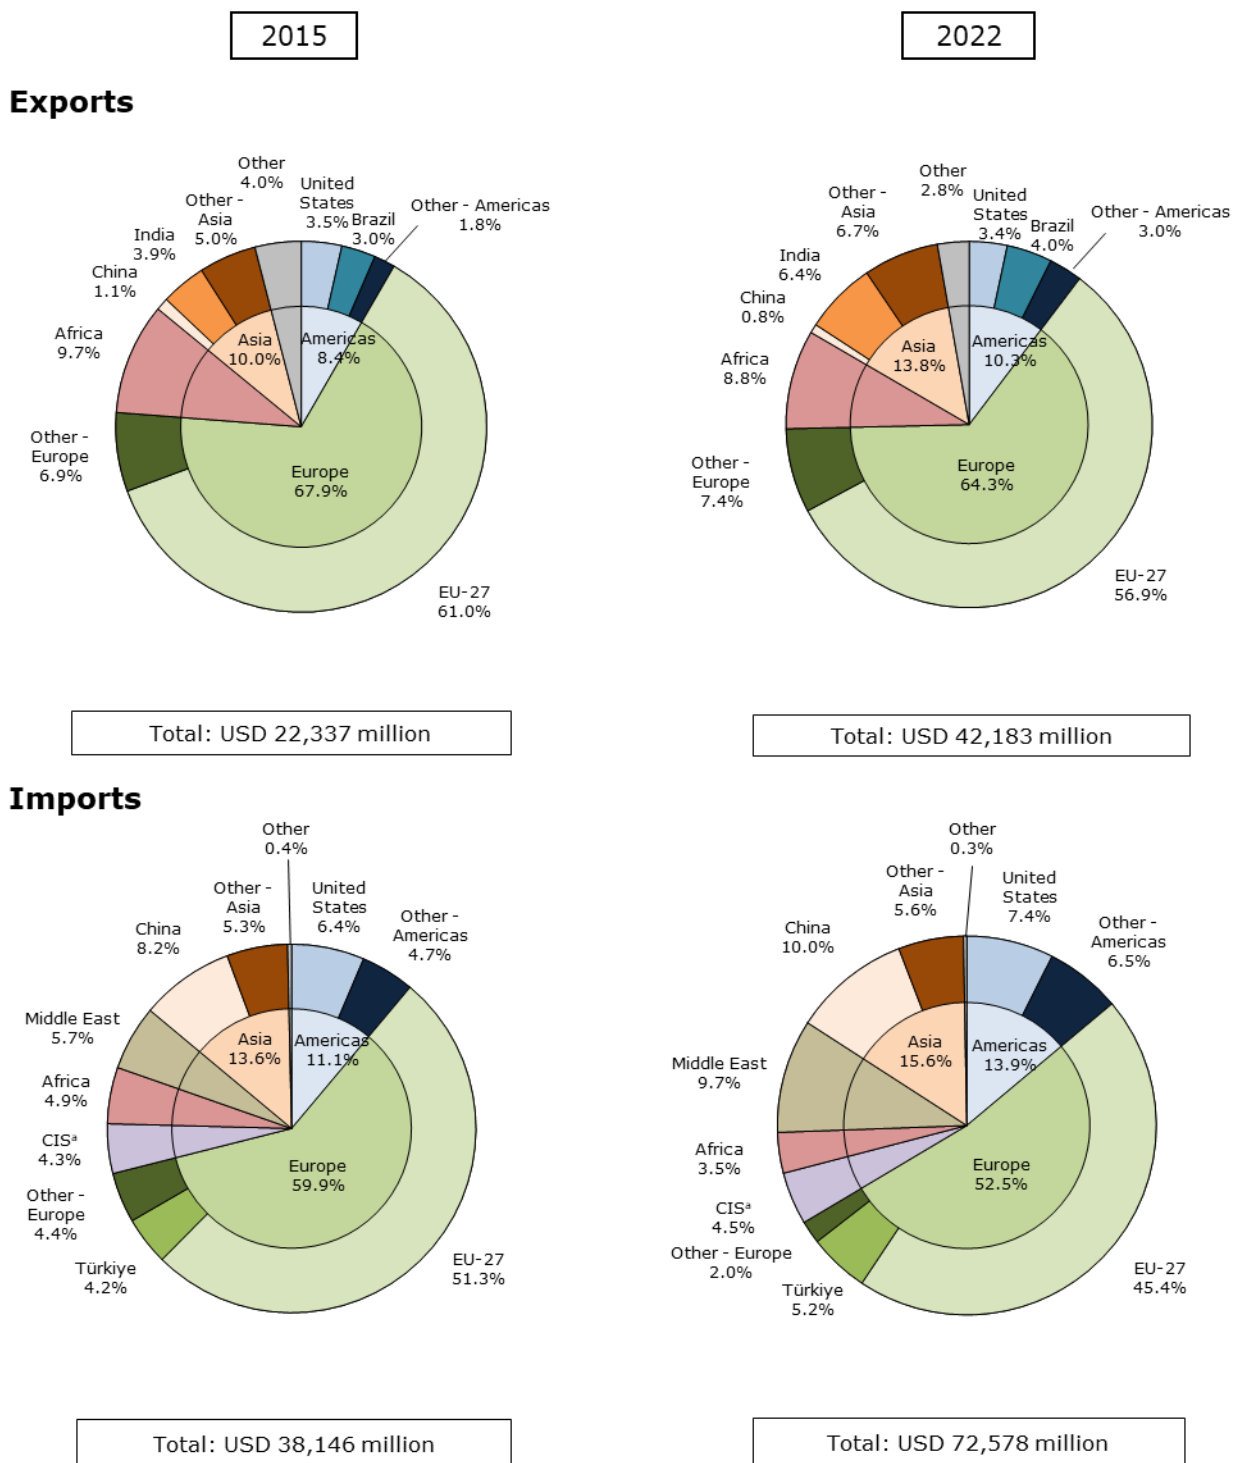 2015
2022
Exports
Other
4.0%
United
States
3.5%
Brazil
3.0%
Other - Americas
1.8%
Other -
Asia
5.0%
India
3.9%
China
1.1%
Africa
9.7%
Asia
10.0%
Americas
8.4%
Other -
Europe
6.9%
Europe
67.9%
EU-27
61.0%
Total: USD 22,337 million
Other
2.8%
United
States
3.4%
Brazil
4.0%
Other - Americas
3.0%
Other -
Asia
6.7%
India
6.4%
China
0.8%
Africa
8.8%
Asia
13.8%
Americas
10.3%
Other -
Europe
7.4%
Europe
64.3%
EU-27
56.9%
Total: USD 42,183 million
Imports
Other
0.4%
United
States
6.4%
Other -
Americas
4.7%
Other -
Asia
5.3%
China
8.2%
Middle East
5.7%
Asia
13.6%
Americas
11.1%
Africa
4.9%
CISᵃ
4.3%
Other -
Europe
4.4%
Türkiye
4.2%
Europe
59.9%
EU-27
51.3%
Total: USD 38,146 million
Other
0.3%
United
States
7.4%
Other -
Americas
6.5%
Other -
Asia
5.6%
China
10.0%
Middle East
9.7%
Asia
15.6%
Americas
13.9%
Africa
3.5%
CISᵃ
4.5%
Other - Europe
2.0%
Türkiye
5.2%
Europe
52.5%
EU-27
45.4%
Total: USD 72,578 million